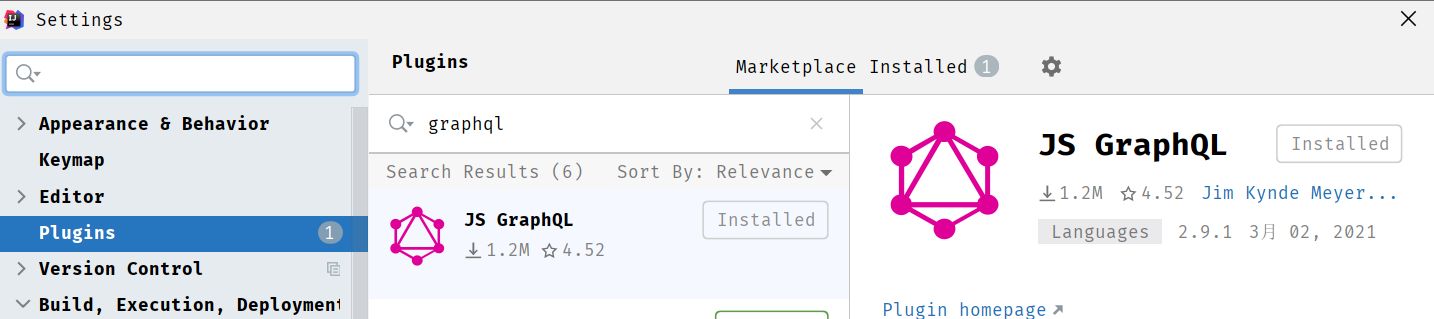 Settings
Appearance & Behavior
Keymap
Editor
Plugins 1
Version Control
Build, Execution, Deployment
Plugins
Marketplace Installed 1
graphql
Search Results (6) Sort By: Relevance
JS GraphQL Installed
1.2M 4.52
JS GraphQL Installed
1.2M 4.52 Jim Kynde Meyer...
Languages 2.9.1 3月 02, 2021
Plugin homepage